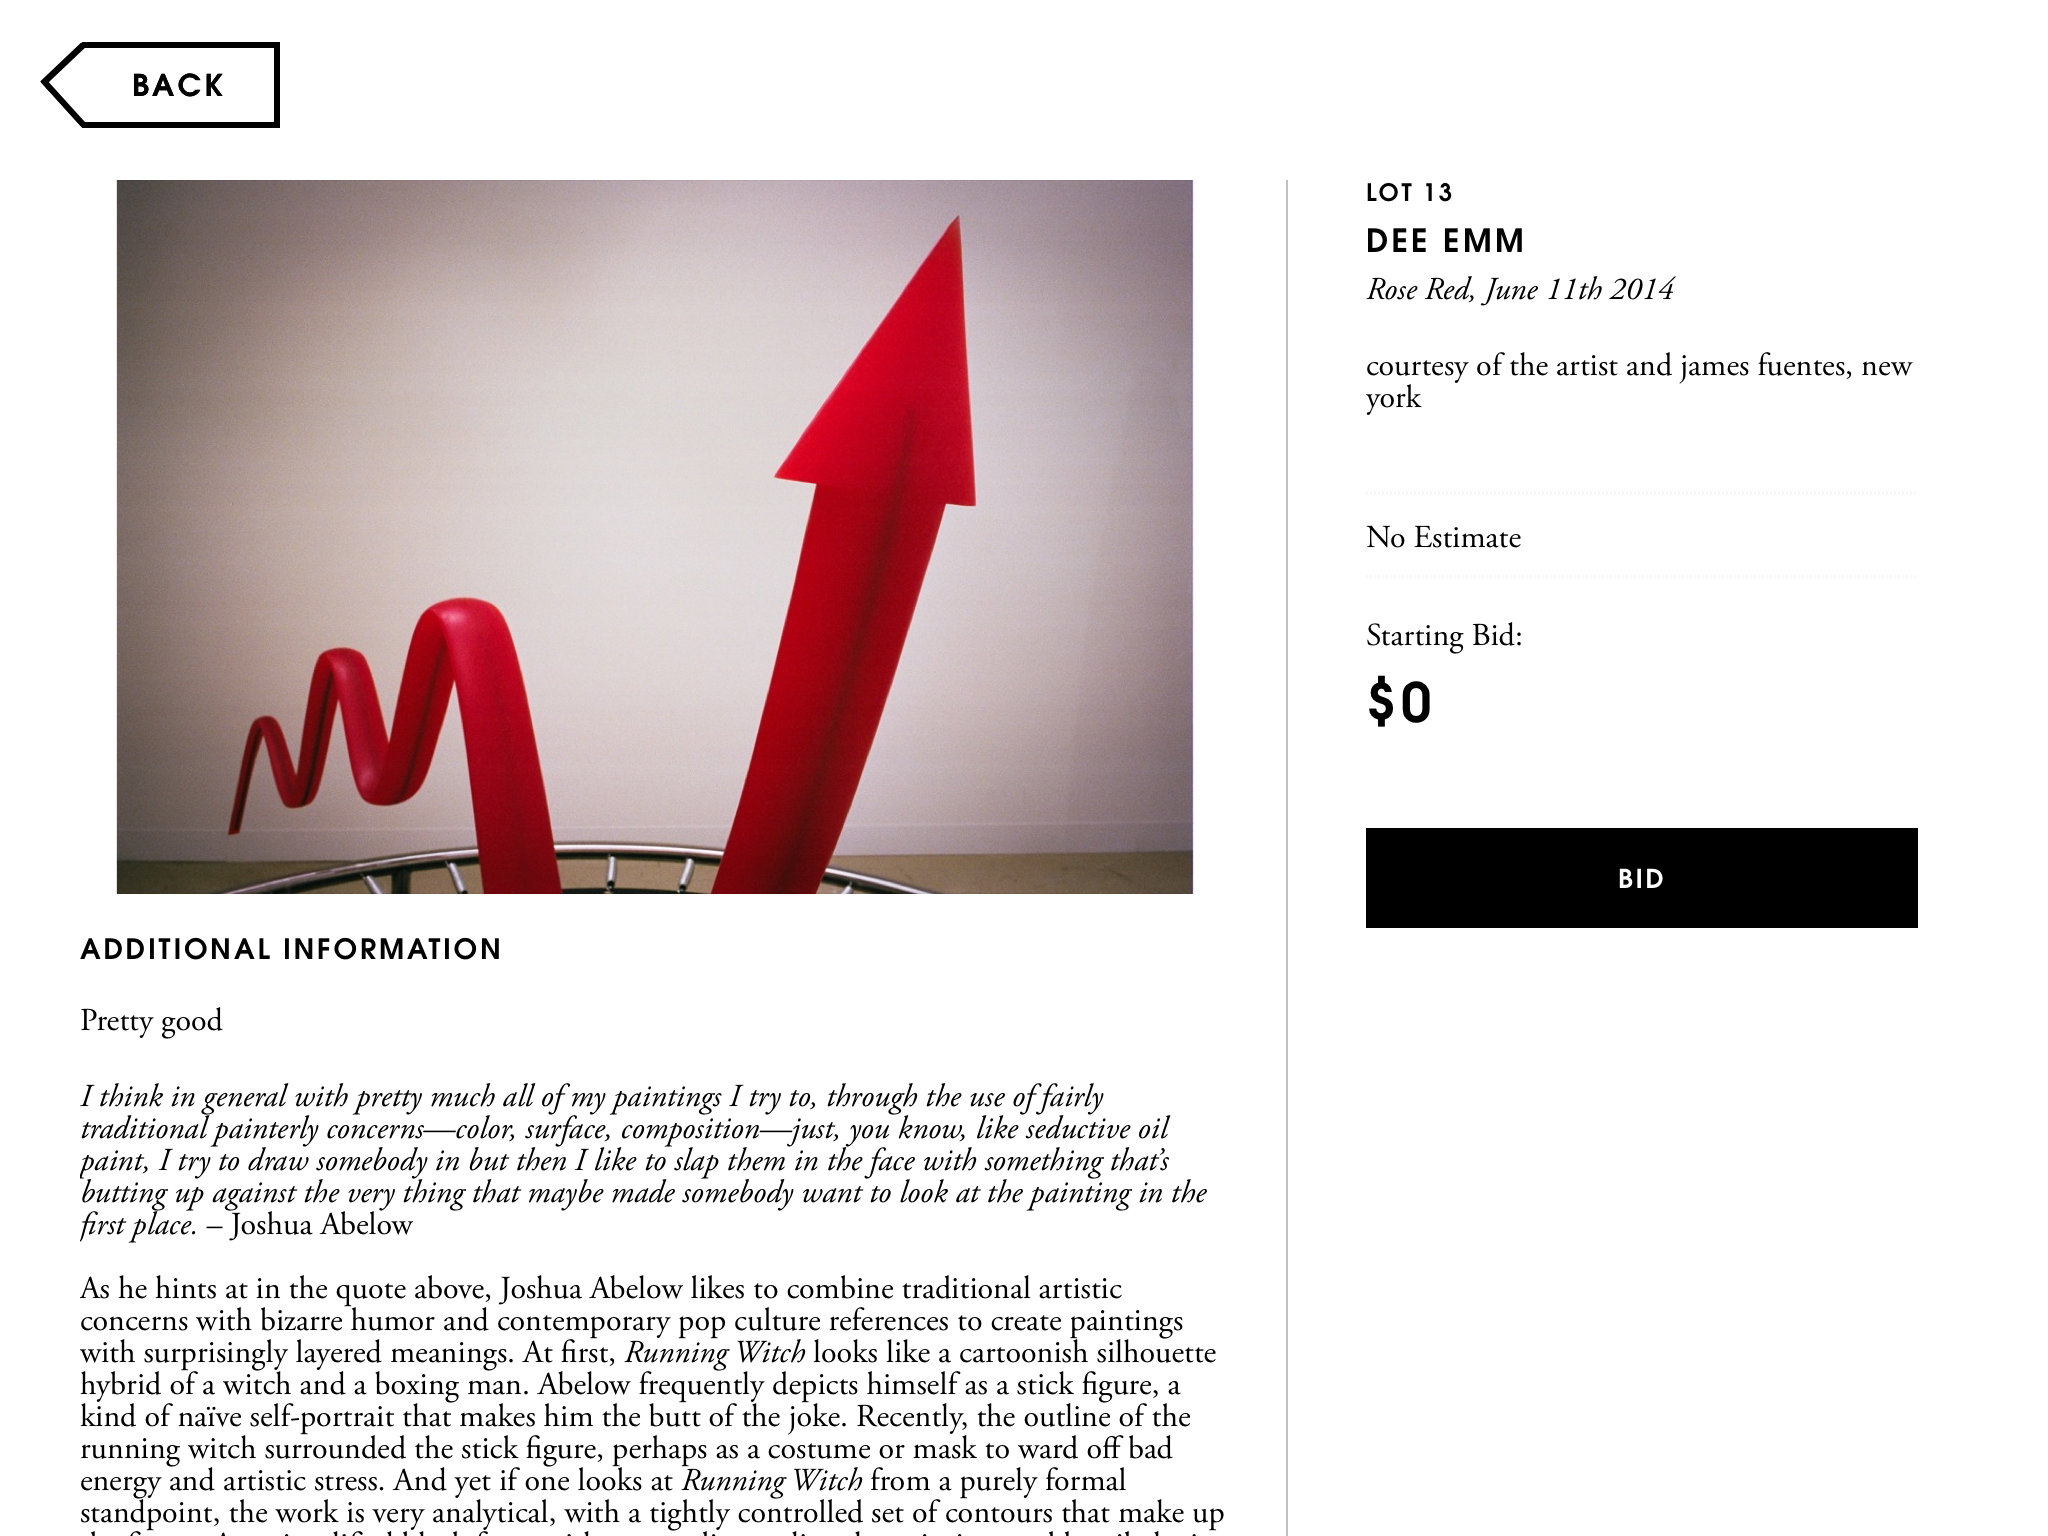 BACK
LOT 13
DEE EMM
Rose Red, June 11th 2014
courtesy of the artist and james fuentes, new
york
No Estimate
Starting Bid:
$0
BID
ADDITIONAL INFORMATION
Pretty good
I think in general with pretty much all of my paintings I try to, through the use of fairly
traditional painterly concerns—color, surface, composition—just, you know, like seductive oil
paint, I try to draw somebody in but then I like to slap them in the face with something that’s
butting up against the very thing that maybe made somebody want to look at the painting in the
first place. – Joshua Abelow
As he hints at in the quote above, Joshua Abelow likes to combine traditional artistic
concerns with bizarre humor and contemporary pop culture references to create paintings
with surprisingly layered meanings. At first, Running Witch looks like a cartoonish silhouette
hybrid of a witch and a boxing man. Abelow frequently depicts himself as a stick figure, a
kind of naïve self-portrait that makes him the butt of the joke. Recently, the outline of the
running witch surrounded the stick figure, perhaps as a costume or mask to ward off bad
energy and artistic stress. And yet if one looks at Running Witch from a purely formal
standpoint, the work is very analytical, with a tightly controlled set of contours that make up